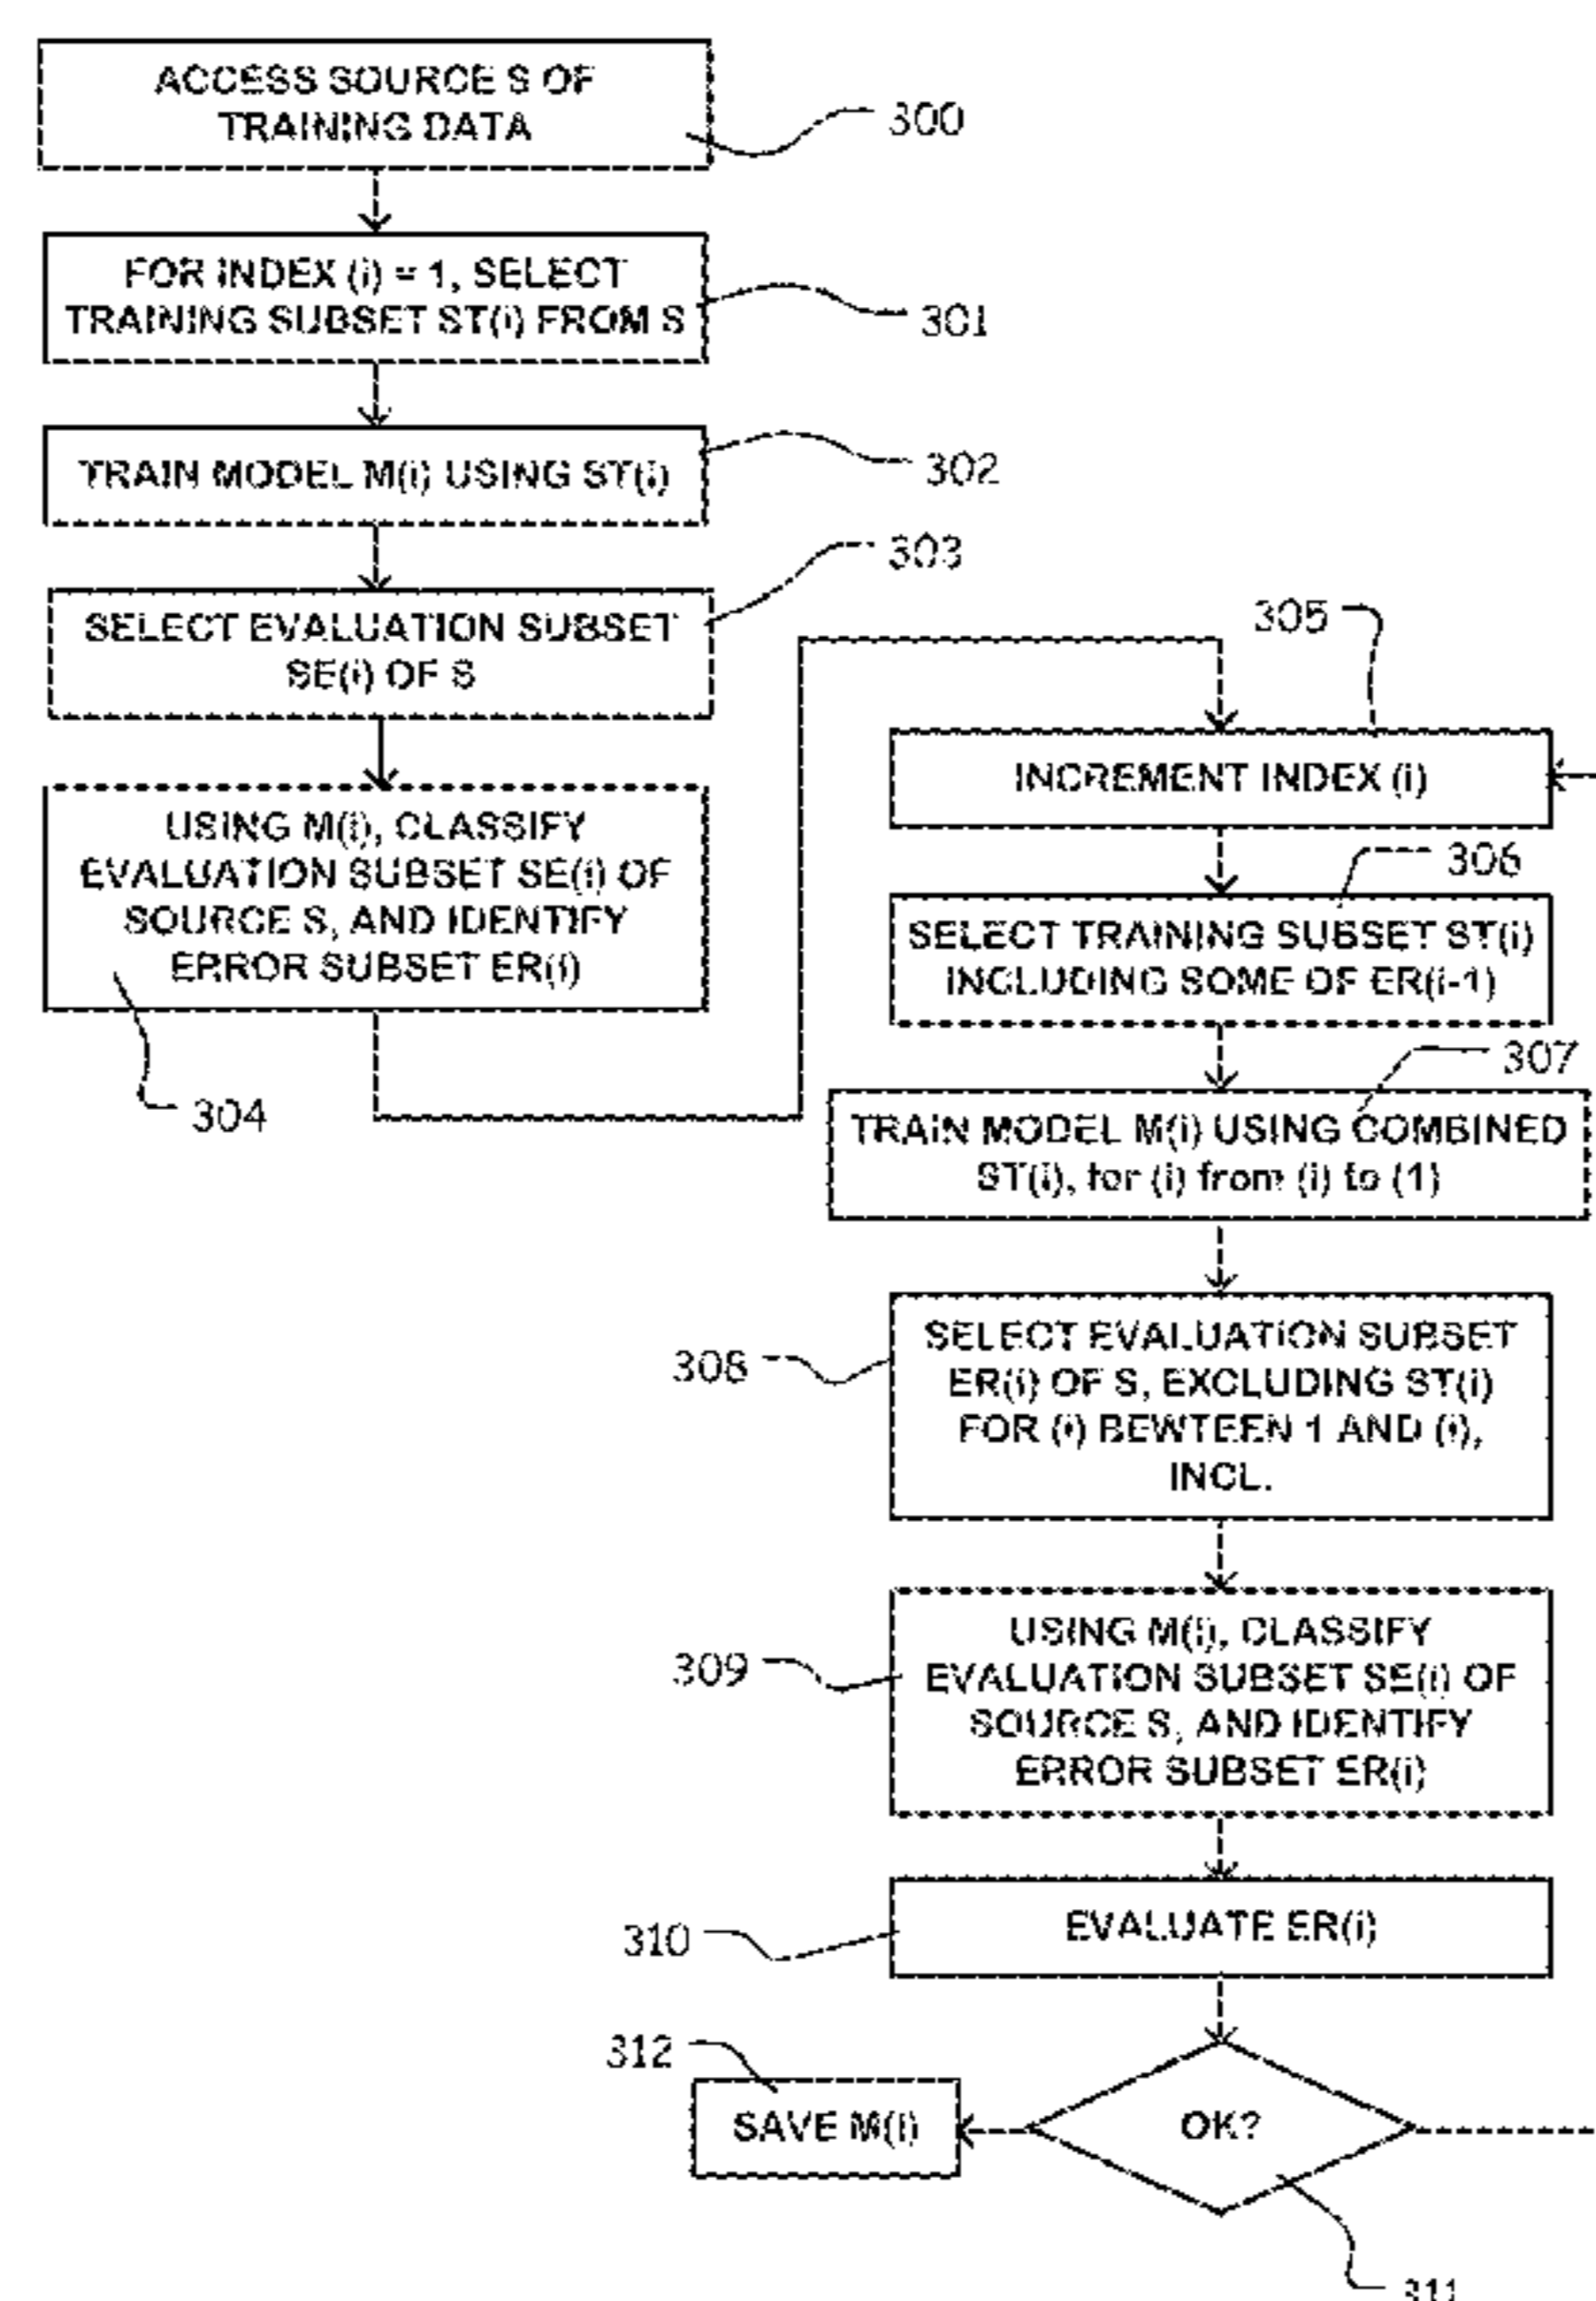 ACCESS SOURCE S OF
TRAINING DATA
300
FOR INDEX (i) = 1, SELECT
TRAINING SUBSET ST(i) FROM S
301
TRAIN MODEL M(i) USING ST(i)
302
303
SELECT EVALUATION SUBSET
SE(i) OF S
USING M(i), CLASSIFY
EVALUATION SUBSET SE(i) OF
SOURCE S, AND IDENTIFY
ERROR SUBSET ER(i)
304
305
INCREMENT INDEX (i)
306
SELECT TRAINING SUBSET ST(i)
INCLUDING SOME OF ER(i-1)
307
TRAIN MODEL M(i) USING COMBINED
ST(i), for (i) from (i) to (1)
308
SELECT EVALUATION SUBSET
ER(i) OF S, EXCLUDING ST(i)
FOR (i) BEWTEEN 1 AND (i),
INCL.
309
USING M(i), CLASSIFY
EVALUATION SUBSET SE(i) OF
SOURCE S, AND IDENTIFY
ERROR SUBSET ER(i)
310
EVALUATE ER(i)
312
SAVE M(i)
OK?
311